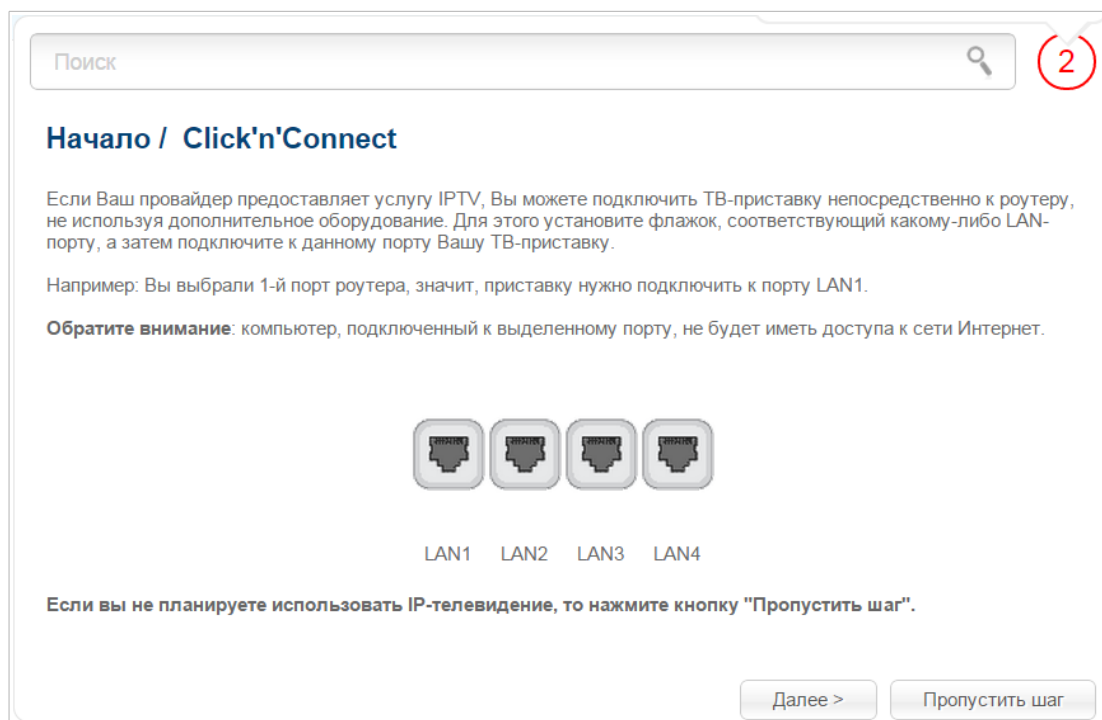 Поиск
2
Начало / Click'n'Connect
Если Ваш провайдер предоставляет услугу IPTV, Вы можете подключить ТВ-приставку непосредственно к роутеру,
не используя дополнительное оборудование. Для этого установите флажок, соответствующий какому-либо LAN-
порту, а затем подключите к данному порту Вашу ТВ-приставку.
Например: Вы выбрали 1-й порт роутера, значит, приставку нужно подключить к порту LAN1.
Обратите внимание: компьютер, подключенный к выделенному порту, не будет иметь доступа к сети Интернет.
LAN1 LAN2 LAN3 LAN4
Если вы не планируете использовать IP-телевидение, то нажмите кнопку "Пропустить шаг".
Далее > Пропустить шаг